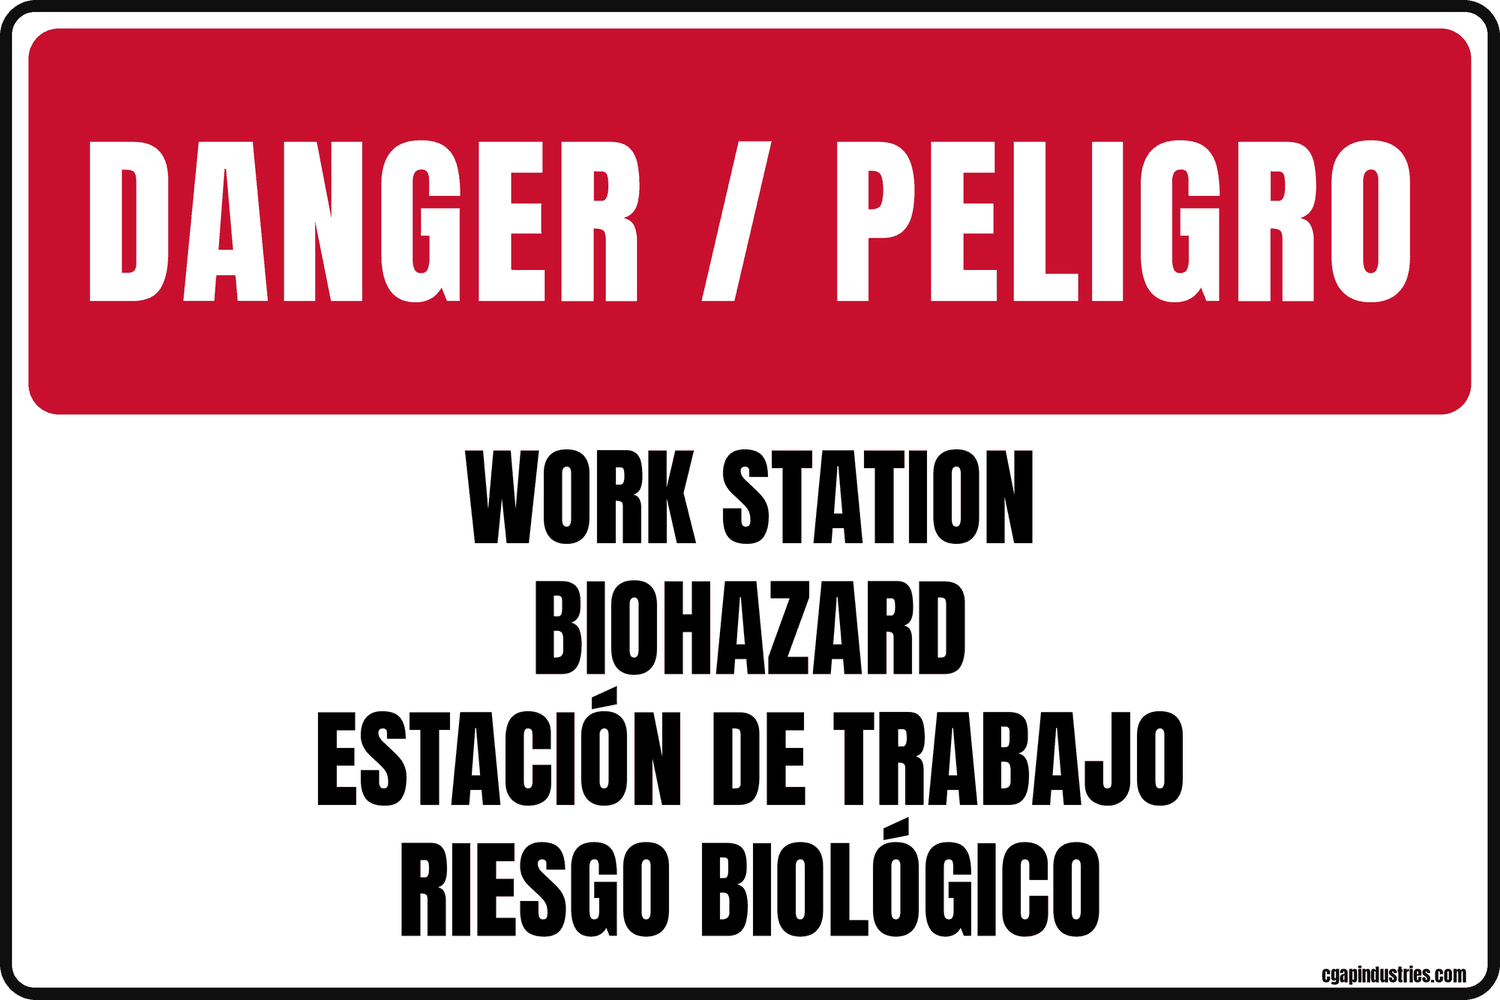 DANGER / PELIGRO
WORK STATION
BIOHAZARD
ESTACIÓN DE TRABAJO
RIESGO BIOLÓGICO
cgapindustries.com